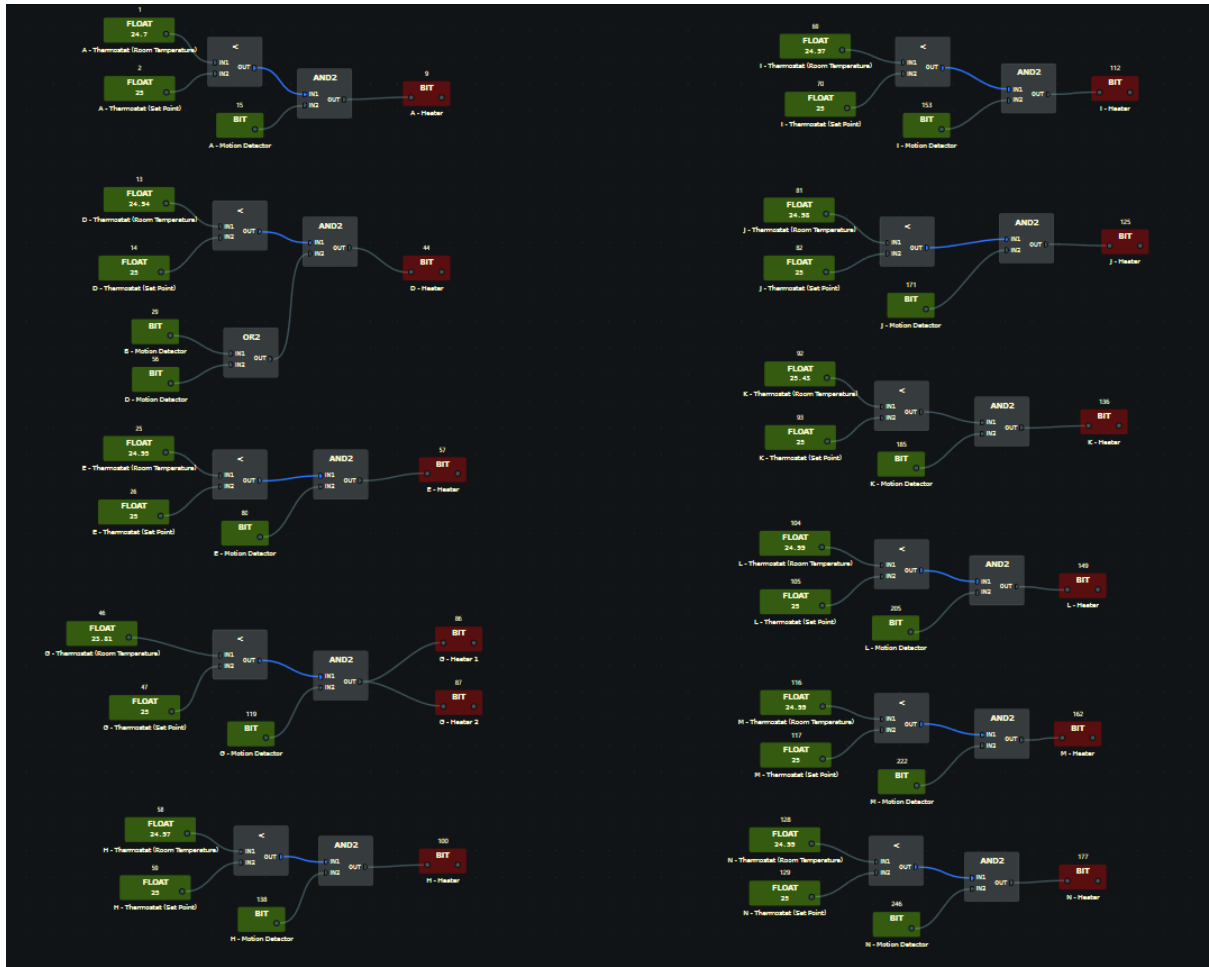 1
FLOAT
24.7
A - Thermostat (Room Temperature)
<
IN1
OUT
IN2
2
FLOAT
25
A - Thermostat (Set Point)
AND2
IN1
OUT
IN2
15
BIT
A - Motion Detector
9
BIT
A - Heater
13
FLOAT
24.94
D - Thermostat (Room Temperature)
<
IN1
OUT
IN2
14
FLOAT
25
D - Thermostat (Set Point)
AND2
IN1
OUT
IN2
44
BIT
D - Heater
29
BIT
B - Motion Detector
56
BIT
D - Motion Detector
OR2
IN1
OUT
IN2
25
FLOAT
24.99
E - Thermostat (Room Temperature)
<
IN1
OUT
IN2
26
FLOAT
25
E - Thermostat (Set Point)
AND2
IN1
OUT
IN2
80
BIT
E - Motion Detector
57
BIT
E - Heater
46
FLOAT
G - Thermostat (Room Temperature)
<
IN1
OUT
IN2
47
FLOAT
25
G - Thermostat (Set Point)
AND2
IN1
OUT
IN2
119
BIT
G - Motion Detector
86
BIT
G - Heater 1
87
BIT
G - Heater 2
58
FLOAT
24.97
H - Thermostat (Room Temperature)
<
IN1
OUT
IN2
59
FLOAT
25
H - Thermostat (Set Point)
AND2
IN1
OUT
IN2
138
BIT
H - Motion Detector
100
BIT
H - Heater
68
FLOAT
24.97
I - Thermostat (Room Temperature)
<
IN1
OUT
IN2
70
FLOAT
25
I - Thermostat (Set Point)
AND2
IN1
OUT
IN2
153
BIT
I - Motion Detector
112
BIT
I - Heater
81
FLOAT
24.98
J - Thermostat (Room Temperature)
<
IN1
OUT
IN2
82
FLOAT
25
J - Thermostat (Set Point)
AND2
IN1
OUT
IN2
171
BIT
J - Motion Detector
125
BIT
J - Heater
92
FLOAT
25.43
K - Thermostat (Room Temperature)
<
IN1
OUT
IN2
93
FLOAT
25
K - Thermostat (Set Point)
AND2
IN1
OUT
IN2
185
BIT
K - Motion Detector
136
BIT
K - Heater
104
FLOAT
24.99
L - Thermostat (Room Temperature)
<
IN1
OUT
IN2
105
FLOAT
25
L - Thermostat (Set Point)
AND2
IN1
OUT
IN2
205
BIT
L - Motion Detector
149
BIT
L - Heater
116
FLOAT
24.99
M - Thermostat (Room Temperature)
<
IN1
OUT
IN2
117
FLOAT
25
M - Thermostat (Set Point)
AND2
IN1
OUT
IN2
222
BIT
M - Motion Detector
162
BIT
M - Heater
128
FLOAT
24.99
N - Thermostat (Room Temperature)
<
IN1
OUT
IN2
129
FLOAT
25
N - Thermostat (Set Point)
AND2
IN1
OUT
IN2
246
BIT
N - Motion Detector
177
BIT
N - Heater